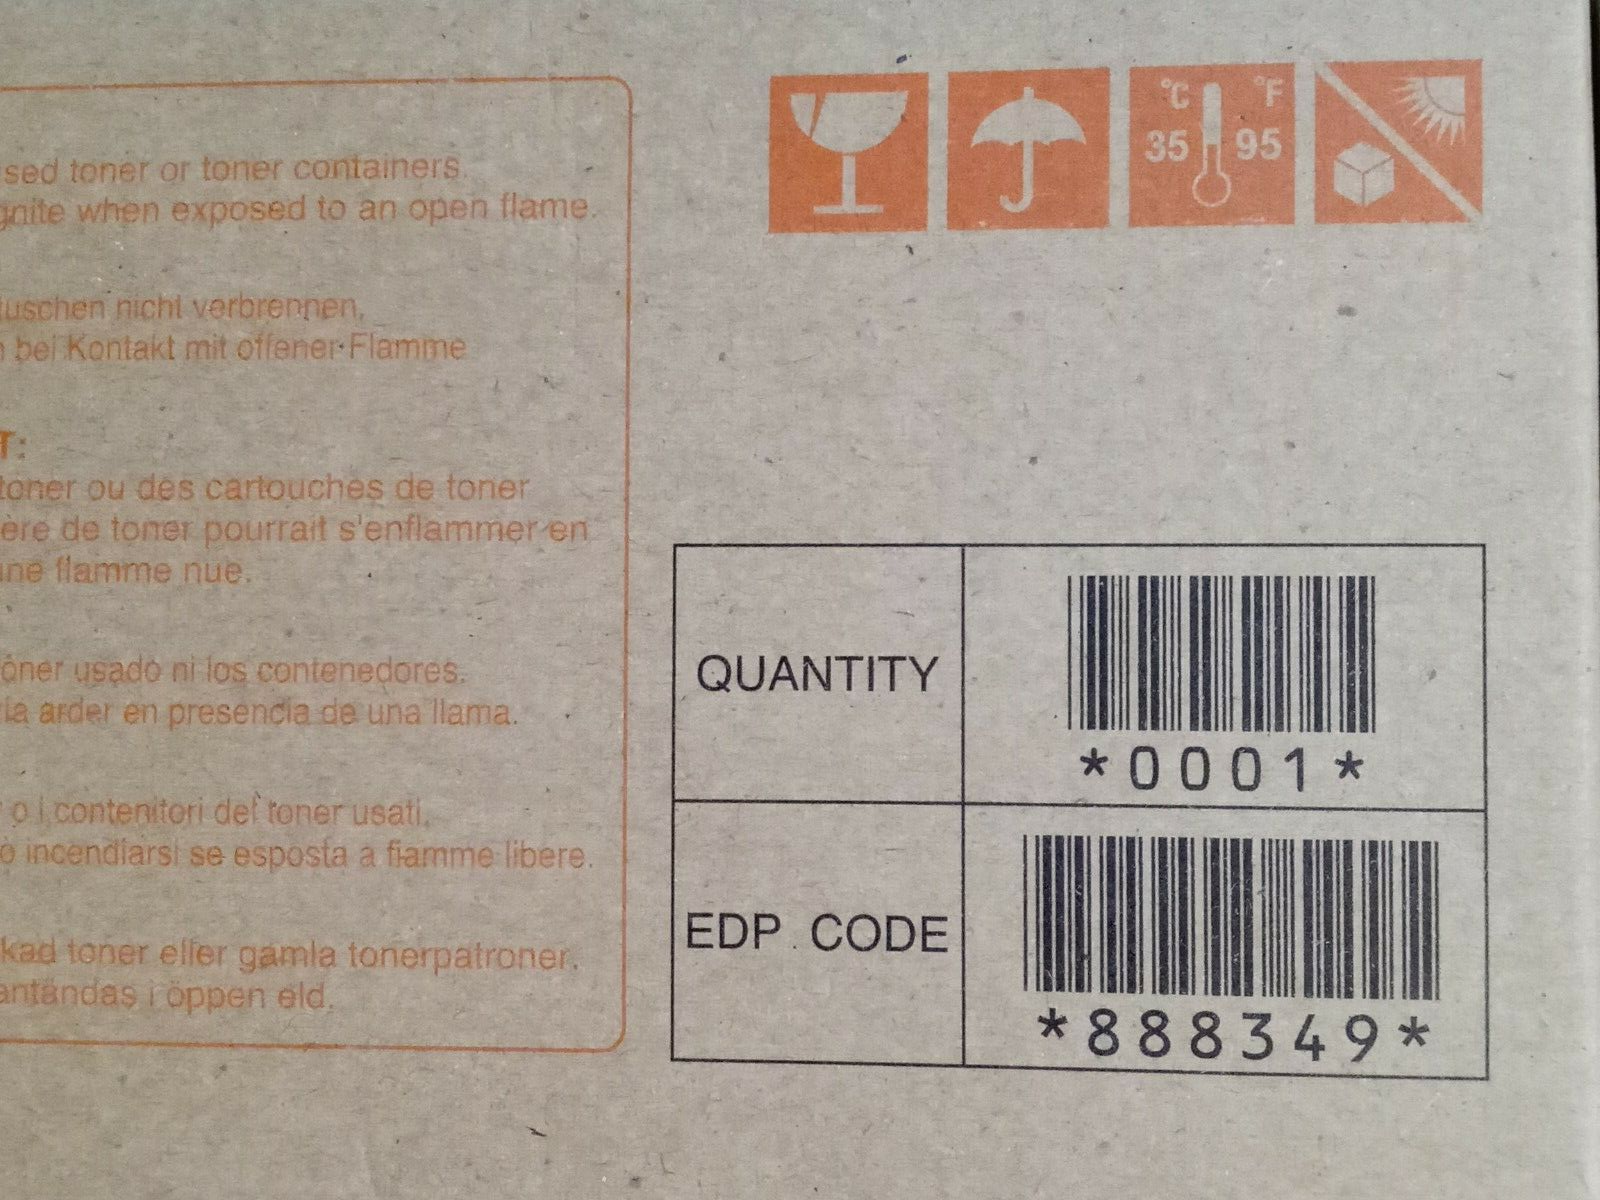 sed toner or toner containers.
gnite when exposed to an open flame.
tuschen nicht verbrennen,
bei Kontakt mit offener Flamme
T:
toner ou des cartouches de toner
ère de toner pourrait s'enflammer en
une flamme nue.
óner usado ni los contenedores.
ía arder en presencia de una llama.
o i contenitori del toner usati.
ò incendiarsi se esposta a fiamme libere.
kad toner eller gamla tonerpatroner.
antändas i öppen eld.
°C °F
35 95
QUANTITY
*0001*
EDP CODE
*888349*